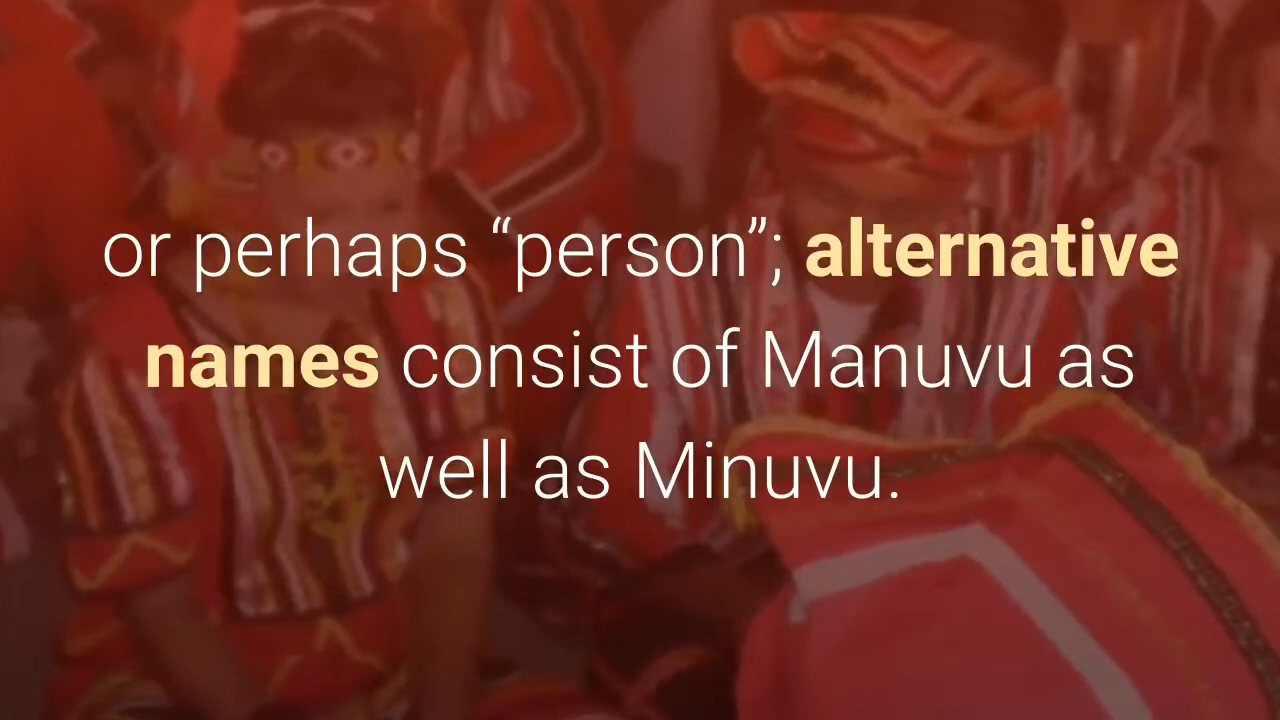 or perhaps “person”; alternative
names consist of Manuvu as
well as Minuvu.